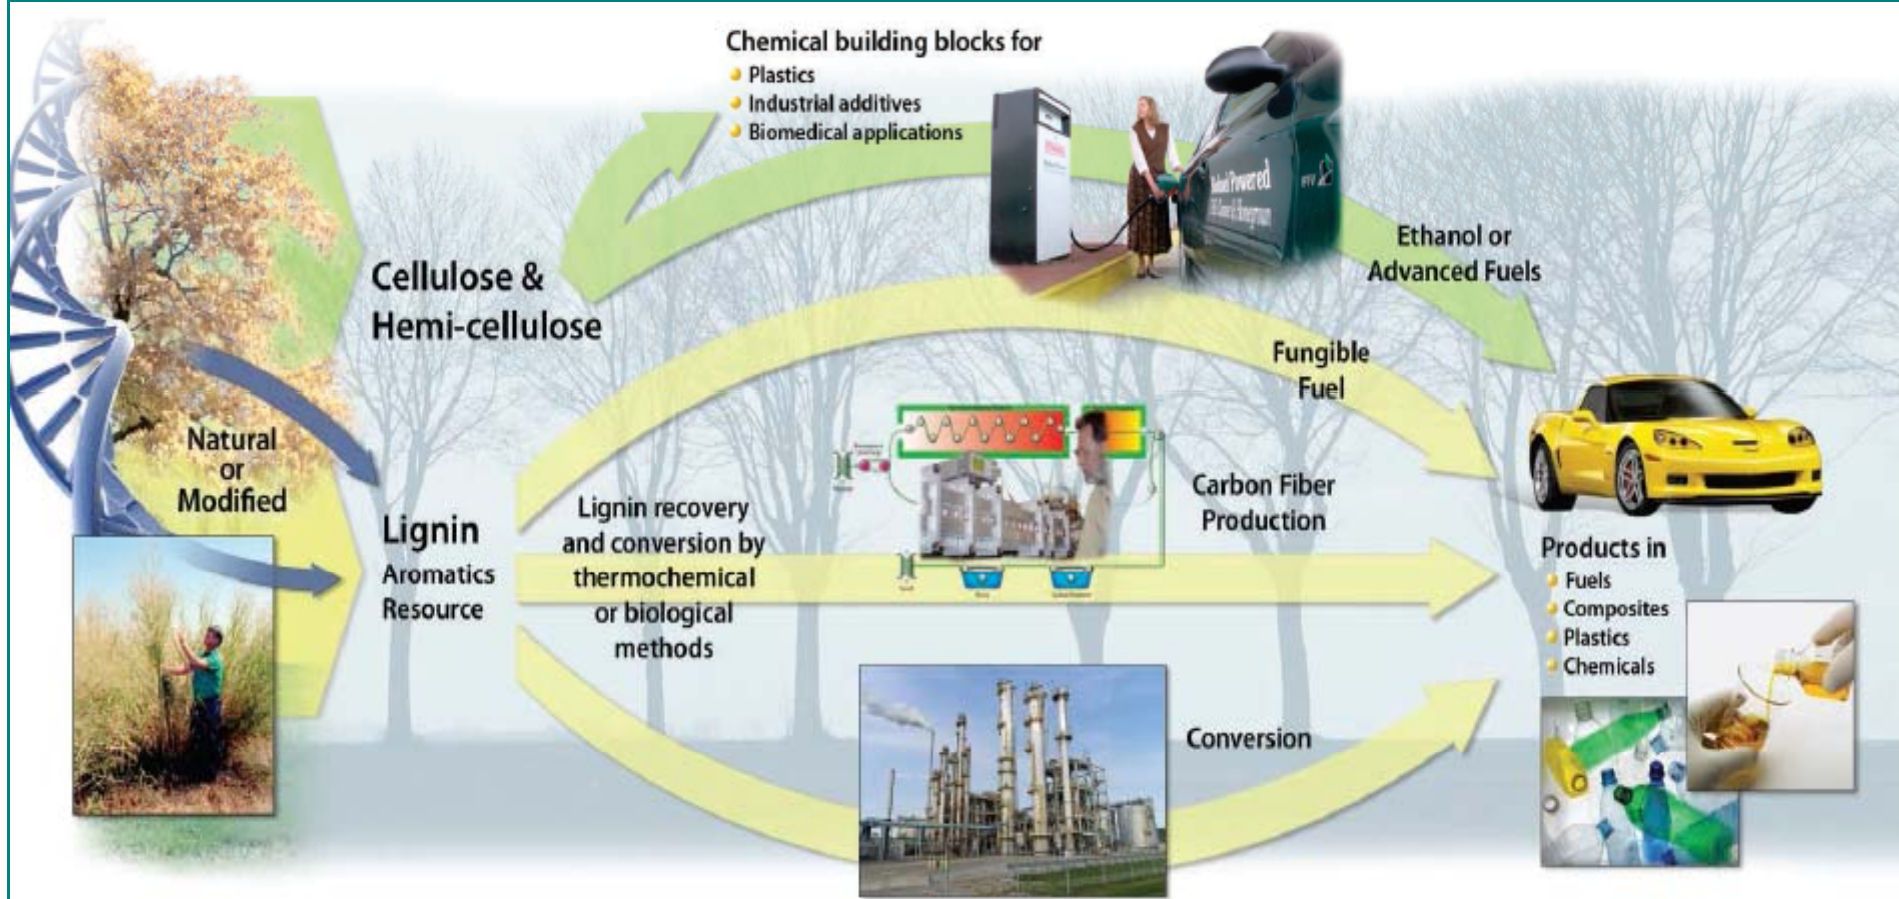 Chemical building blocks for
Plastics
Industrial additives
Biomedical applications
Powered
Ethanol or
Advanced Fuels
Cellulose &
Hemi-cellulose
Fungible
Fuel
Natural
or
Modified
Carbon Fiber
Production
Lignin
Aromatics
Resource
Lignin recovery
and conversion by
thermochemical
or biological
methods
Products in
Fuels
Composites
Plastics
Chemicals
Conversion